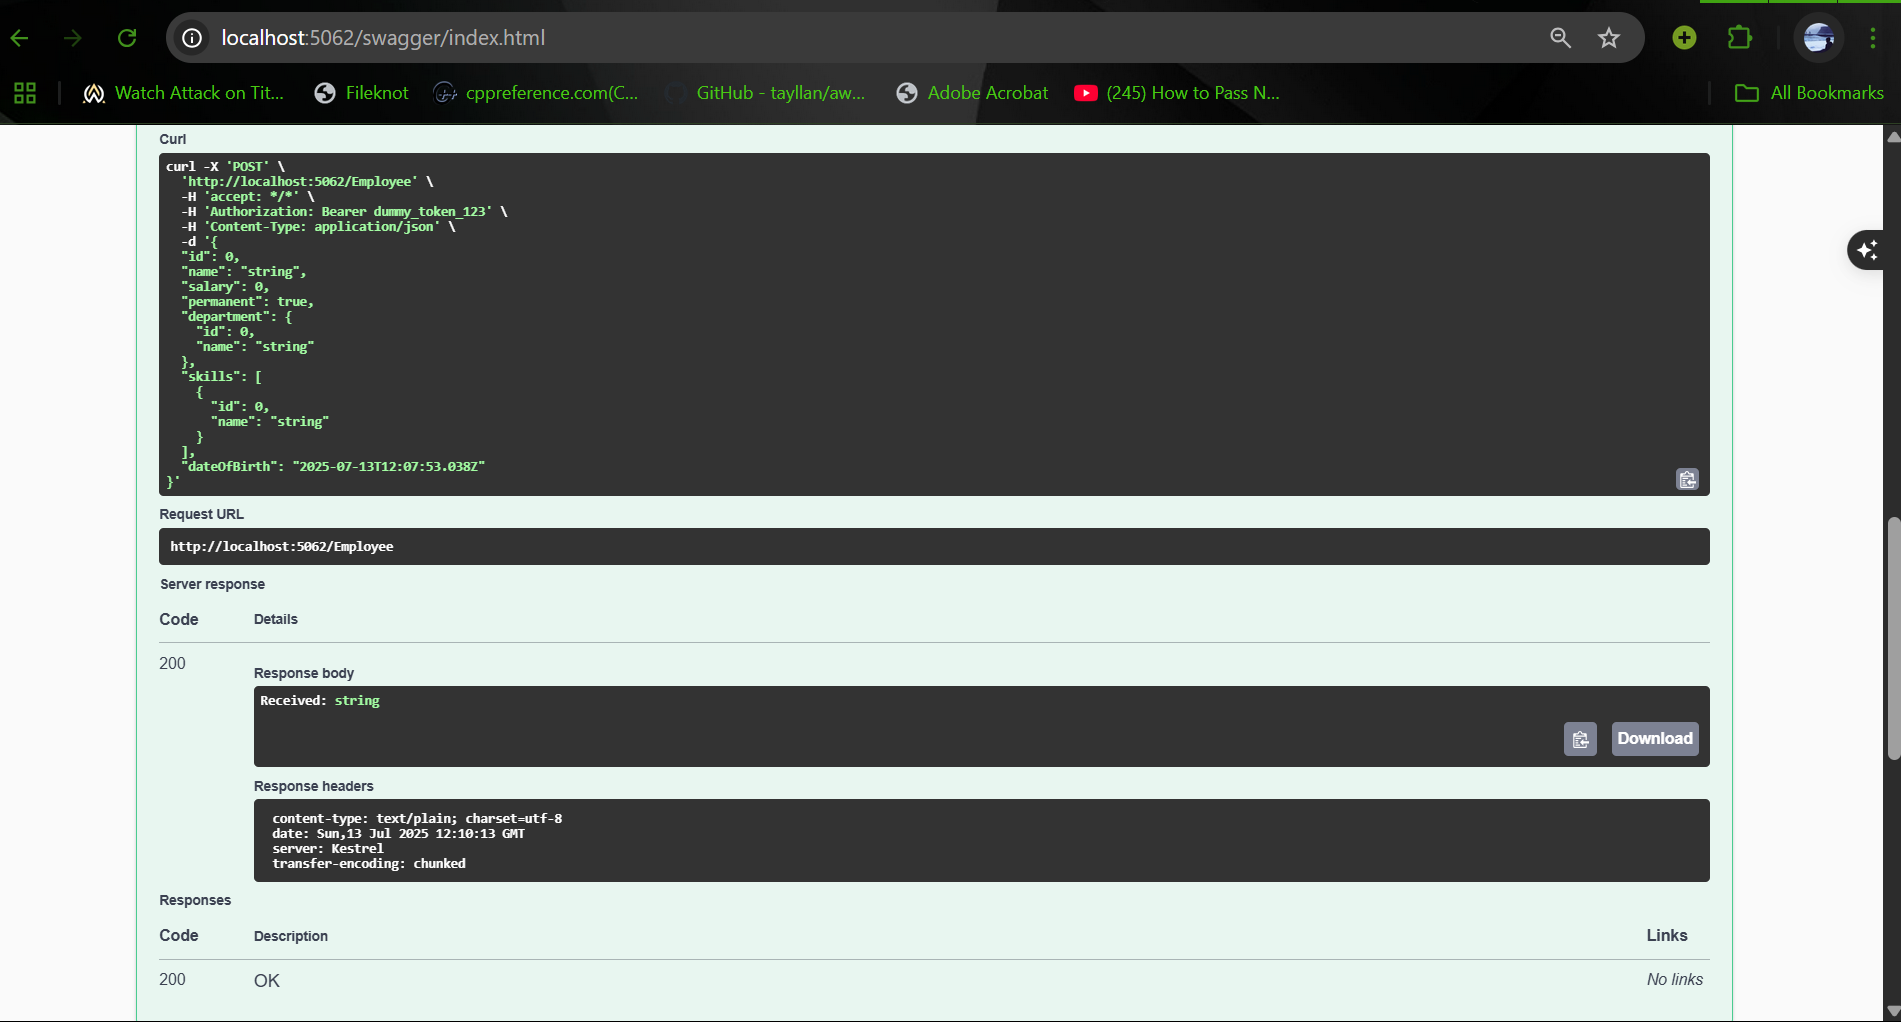 localhost:5062/swagger/index.html
Watch Attack on Tit...
Fileknot
cppreference.com(C...
GitHub - tayllan/aw...
Adobe Acrobat
(245) How to Pass N...
All Bookmarks
Curl
curl -X 'POST' \
'http://localhost:5062/Employee' \
-H 'accept: */*' \
-H 'Authorization: Bearer dummy_token_123' \
-H 'Content-Type: application/json' \
-d '{
"id": 0,
"name": "string",
"salary": 0,
"permanent": true,
"department": {
"id": 0,
"name": "string"
},
"skills": [
{
"id": 0,
"name": "string"
}
],
"dateOfBirth": "2025-07-13T12:07:53.038Z"
}'
Request URL
http://localhost:5062/Employee
Server response
Code Details
200
Response body
Received: string
Download
Response headers
content-type: text/plain; charset=utf-8
date: Sun,13 Jul 2025 12:10:13 GMT
server: Kestrel
transfer-encoding: chunked
Responses
Code Description Links
200 OK No links